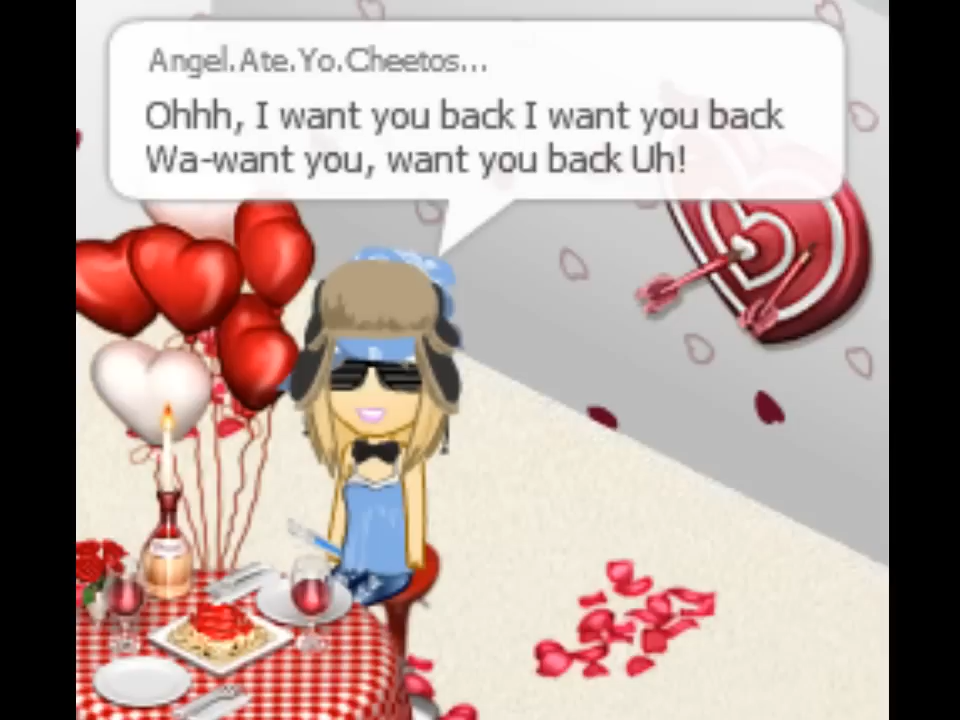 Angel.Ate.Yo.Cheetos...
Ohhh, I want you back I want you back
Wa-want you, want you back Uh!